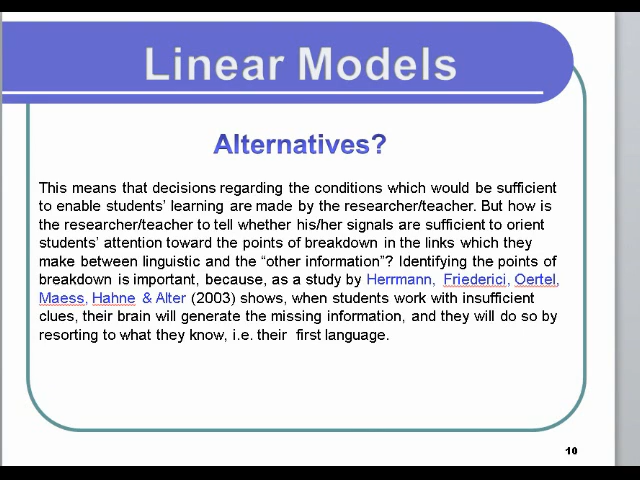 Linear Models
Alternatives?
This means that decisions regarding the conditions which would be sufficient
to enable students’ learning are made by the researcher/teacher. But how is
the researcher/teacher to tell whether his/her signals are sufficient to orient
students’ attention toward the points of breakdown in the links which they
make between linguistic and the “other information”? Identifying the points of
breakdown is important, because, as a study by Herrmann, Friederici, Oertel,
Maess, Hahne & Alter (2003) shows, when students work with insufficient
clues, their brain will generate the missing information, and they will do so by
resorting to what they know, i.e. their first language.
10